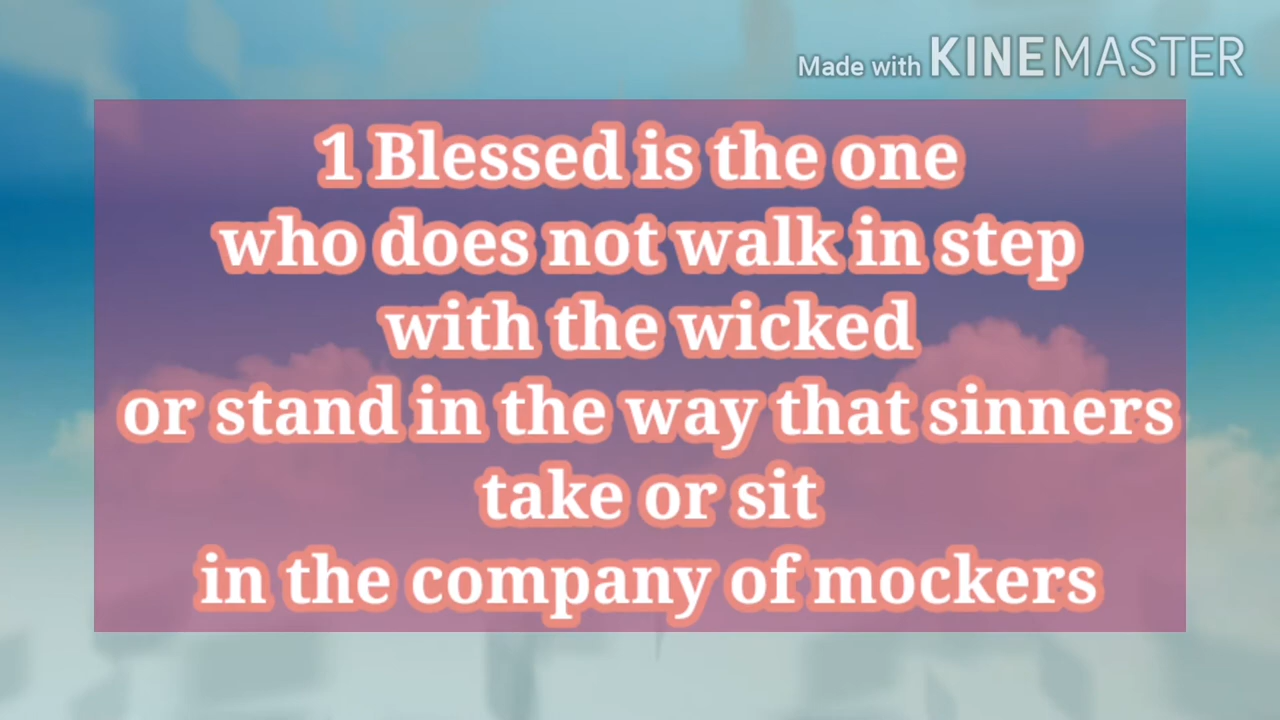 Made with KINEMASTER
1 Blessed is the one
who does not walk in step
with the wicked
or stand in the way that sinners
take or sit
in the company of mockers